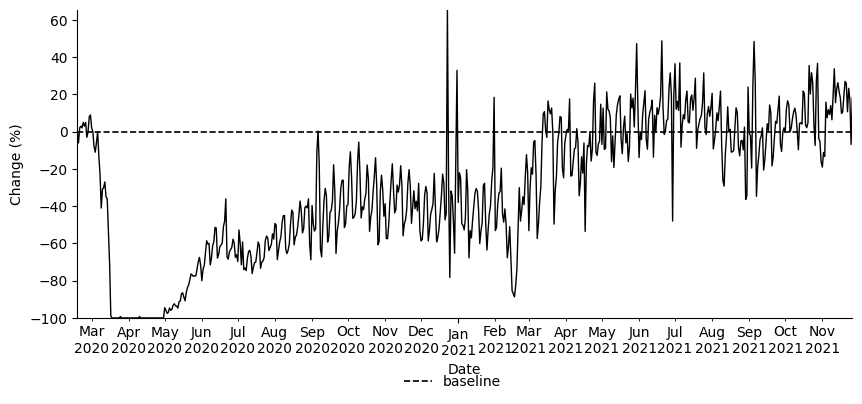 60
40
20
0
−20
−40
−60
−80
−100
Change (%)
Mar Apr May Jun Jul Aug Sep Oct Nov Dec Jan Feb Mar Apr May Jun Jul Aug Sep Oct Nov
2020 2020 2020 2020 2020 2020 2020 2020 2020 2020 2021 2021 2021 2021 2021 2021 2021 2021 2021 2021 2021
Date
baseline